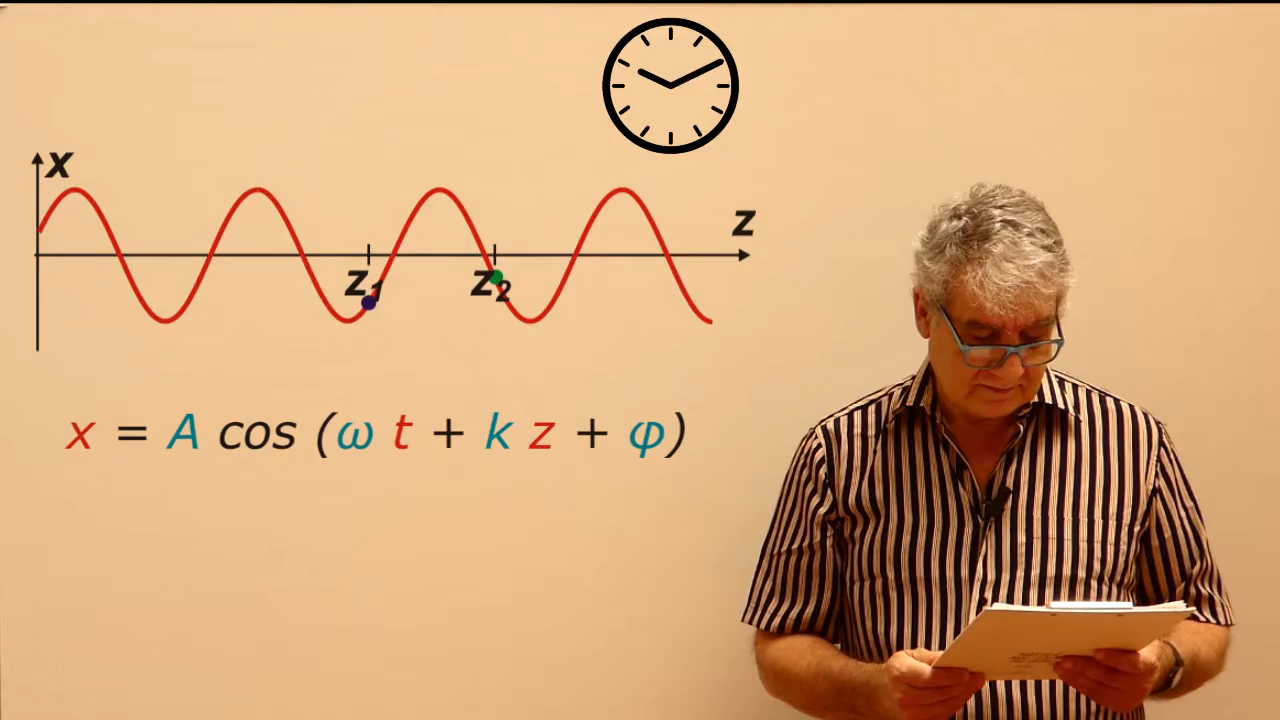 x
z
z₁ z₂
x = A cos (ω t + k z + φ)